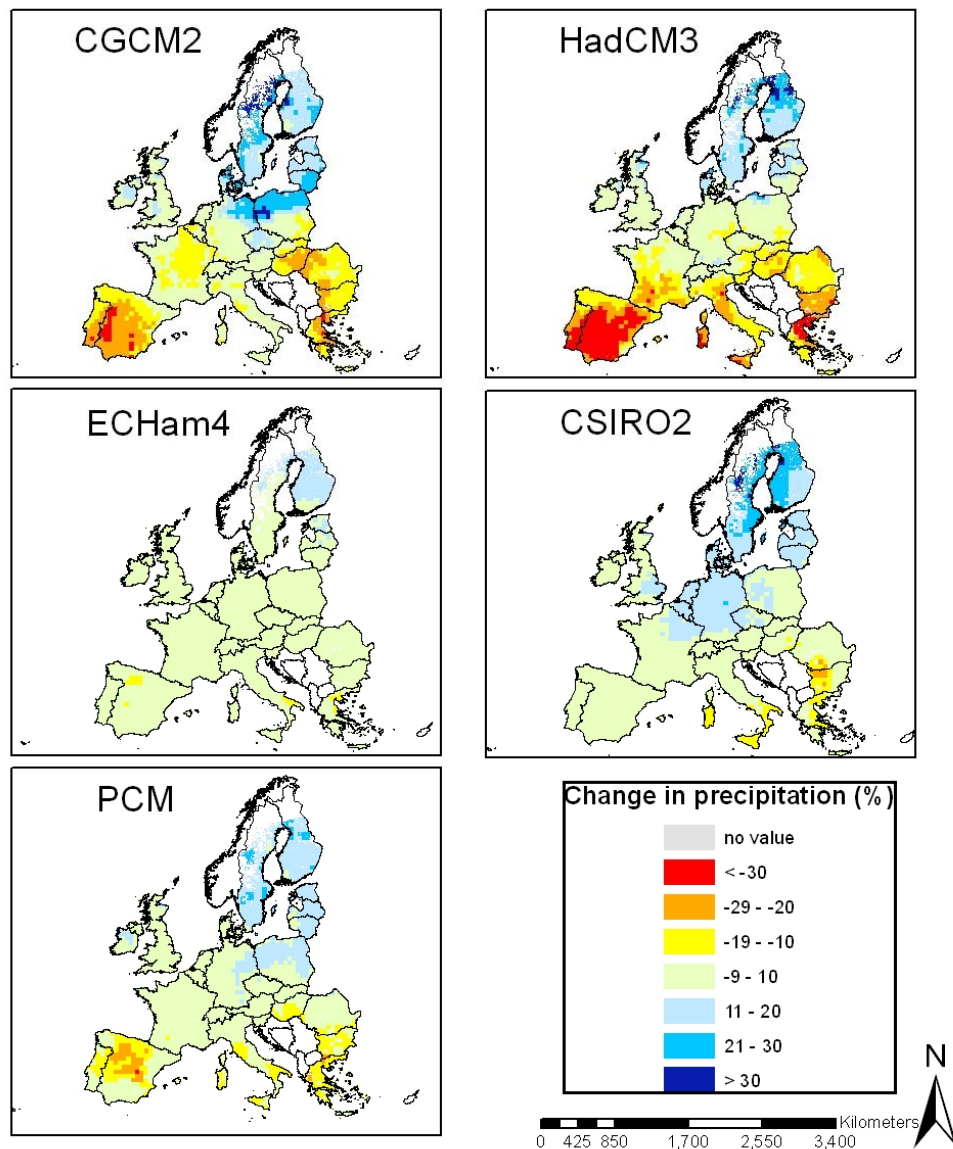 CGCM2
HadCM3
ECHam4
CSIRO2
PCM
Change in precipitation (%)
no value
< -30
-29 - -20
-19 - -10
-9 - 10
11 - 20
21 - 30
> 30
N
Kilometers
0 425 850 1,700 2,550 3,400